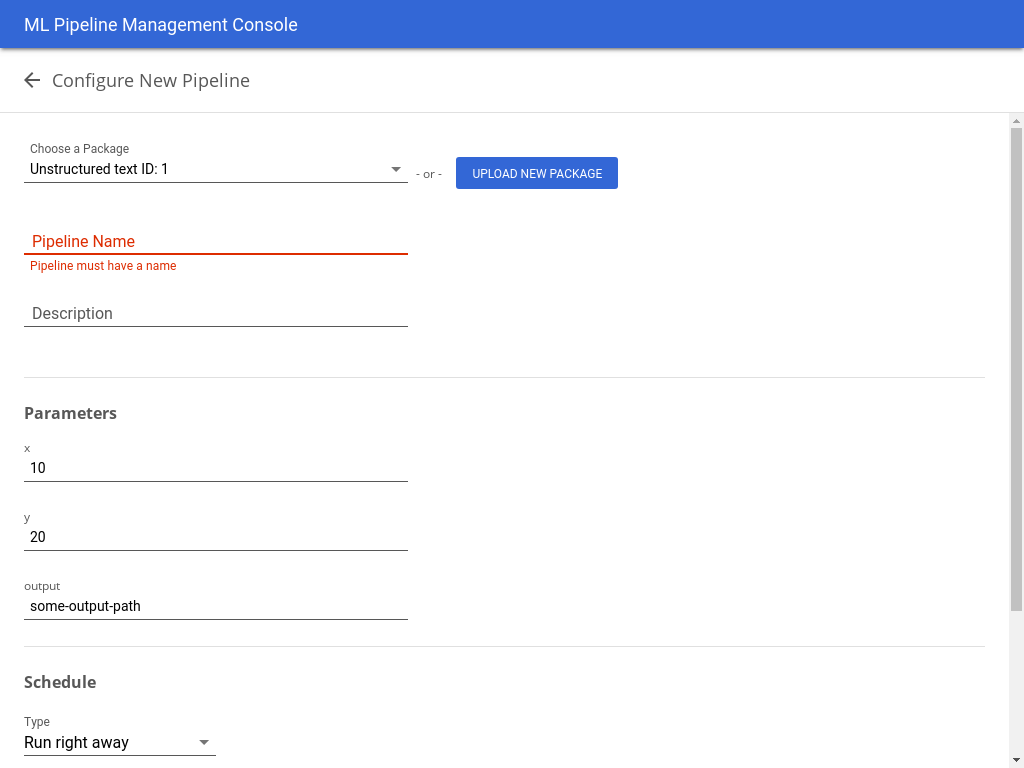 ML Pipeline Management Console
Configure New Pipeline
Choose a Package
Unstructured text ID: 1
- or -
UPLOAD NEW PACKAGE
Pipeline Name
Pipeline must have a name
Description
Parameters
x
10
y
20
output
some-output-path
Schedule
Type
Run right away